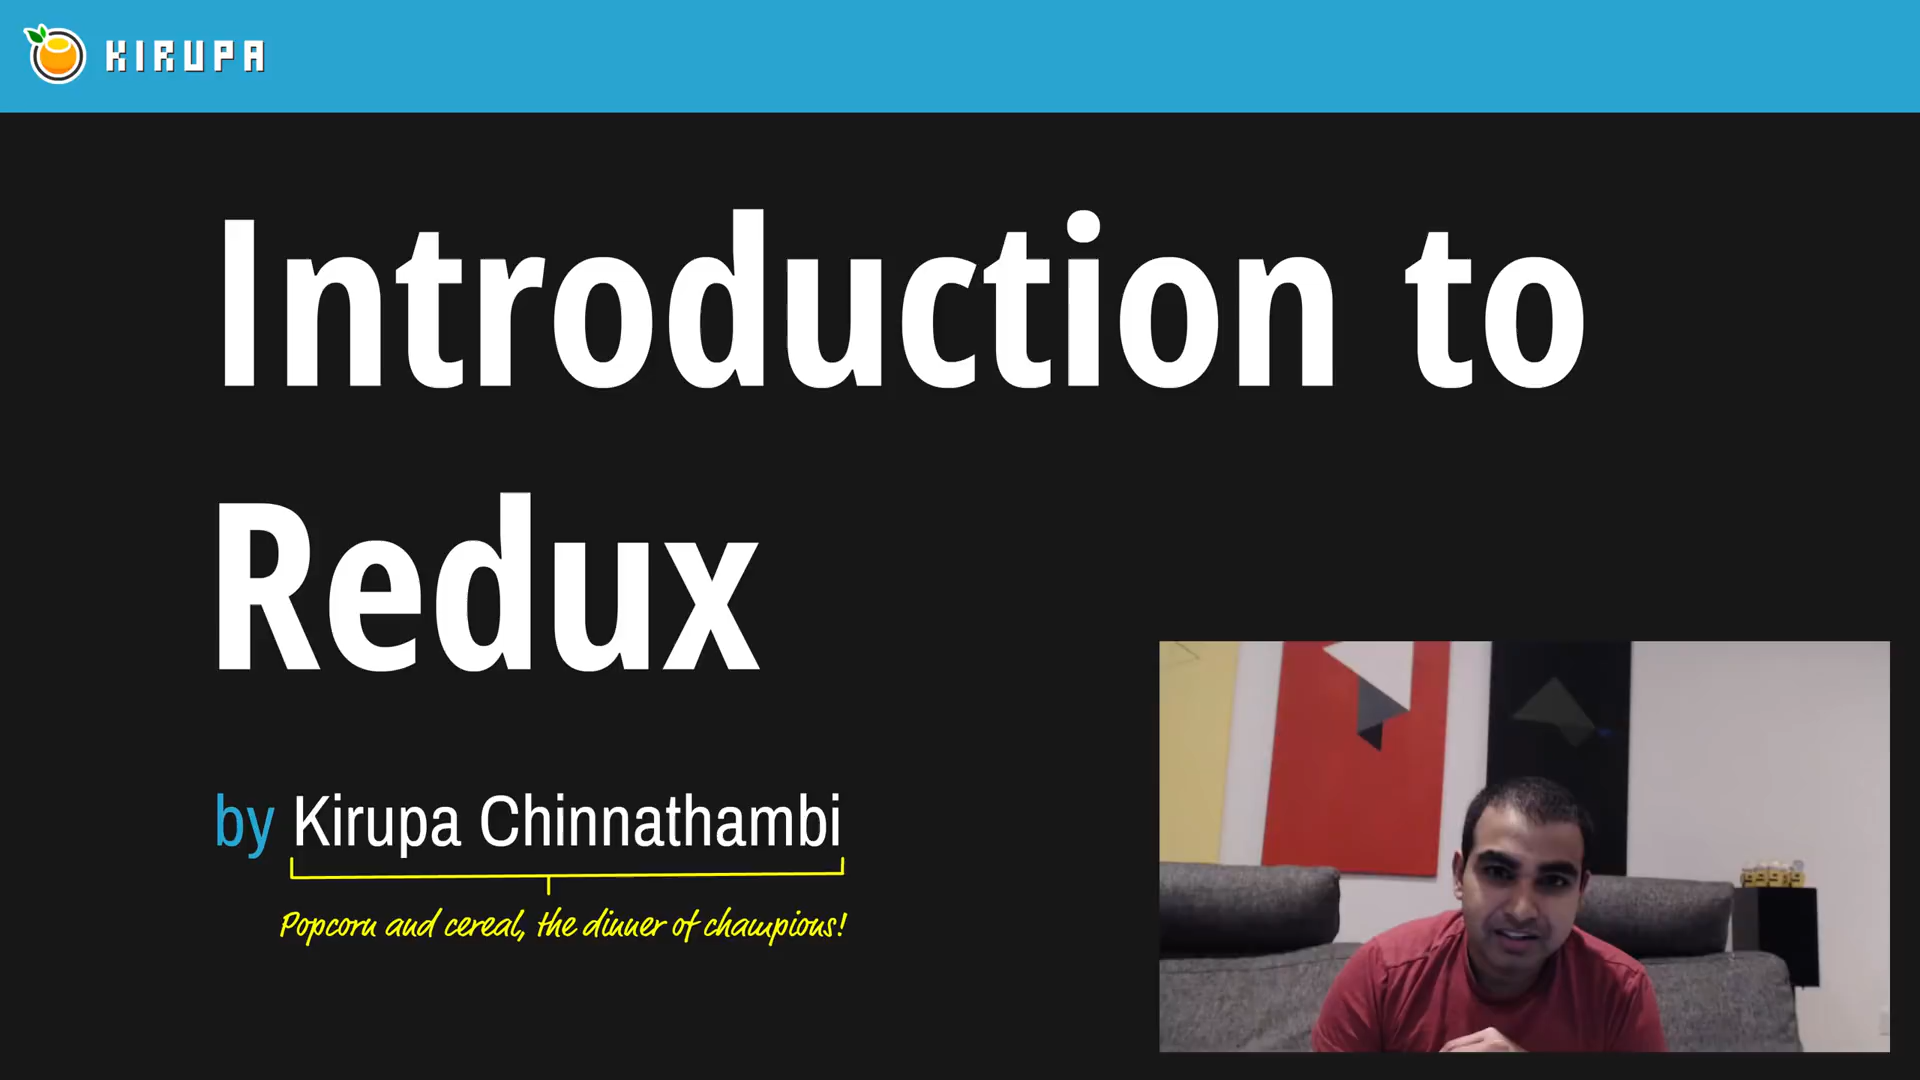 KIRUPA
Introduction to
Redux
by Kirupa Chinnathambi
Popcorn and cereal, the dinner of champions!